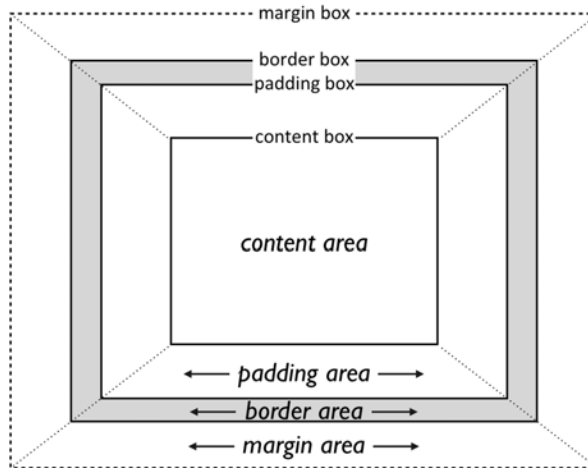 margin box
border box
padding box
content box
content area
padding area
border area
margin area